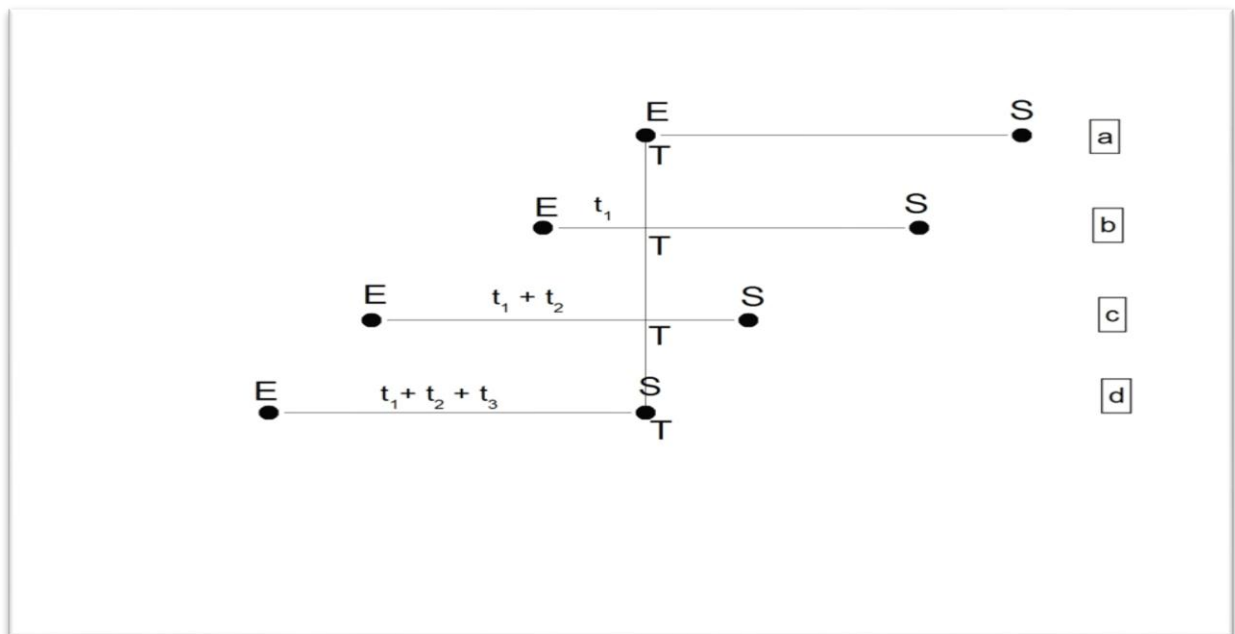 E S
T a
E t₁ S
T b
E t₁ + t₂ S
T c
E t₁+ t₂ + t₃ S
T d